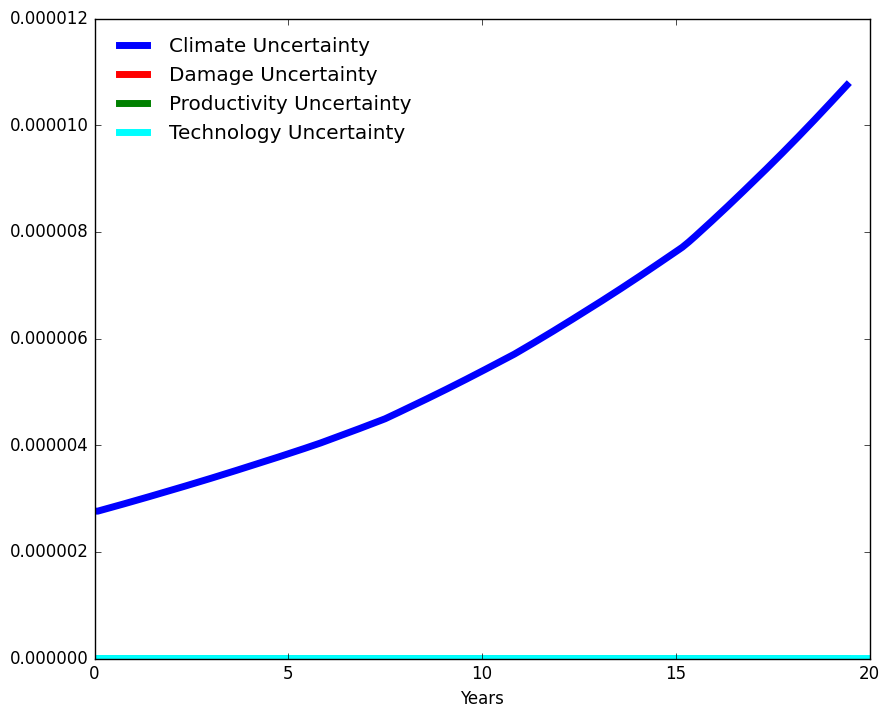 0.000012
0.000010
0.000008
0.000006
0.000004
0.000002
0.000000
Climate Uncertainty
Damage Uncertainty
Productivity Uncertainty
Technology Uncertainty
0 5 10 15 20
Years